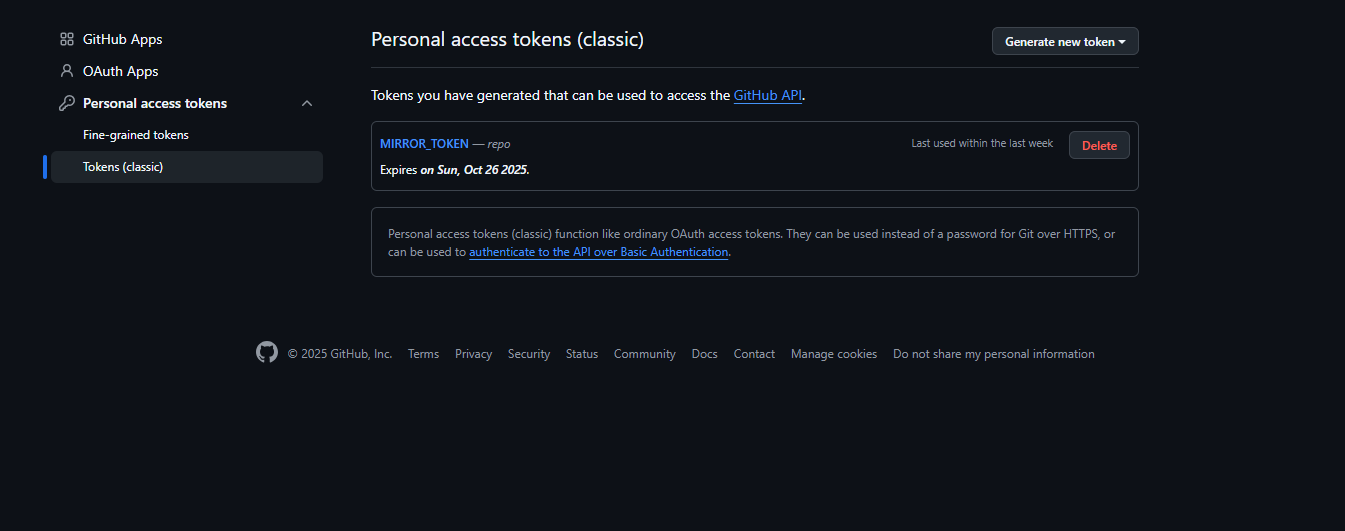 GitHub Apps
OAuth Apps
Personal access tokens
Fine-grained tokens
Tokens (classic)
Personal access tokens (classic)
Generate new token
Tokens you have generated that can be used to access the GitHub API.
MIRROR_TOKEN — repo
Last used within the last week
Delete
Expires on Sun, Oct 26 2025.
Personal access tokens (classic) function like ordinary OAuth access tokens. They can be used instead of a password for Git over HTTPS, or
can be used to authenticate to the API over Basic Authentication.
© 2025 GitHub, Inc. Terms Privacy Security Status Community Docs Contact Manage cookies Do not share my personal information